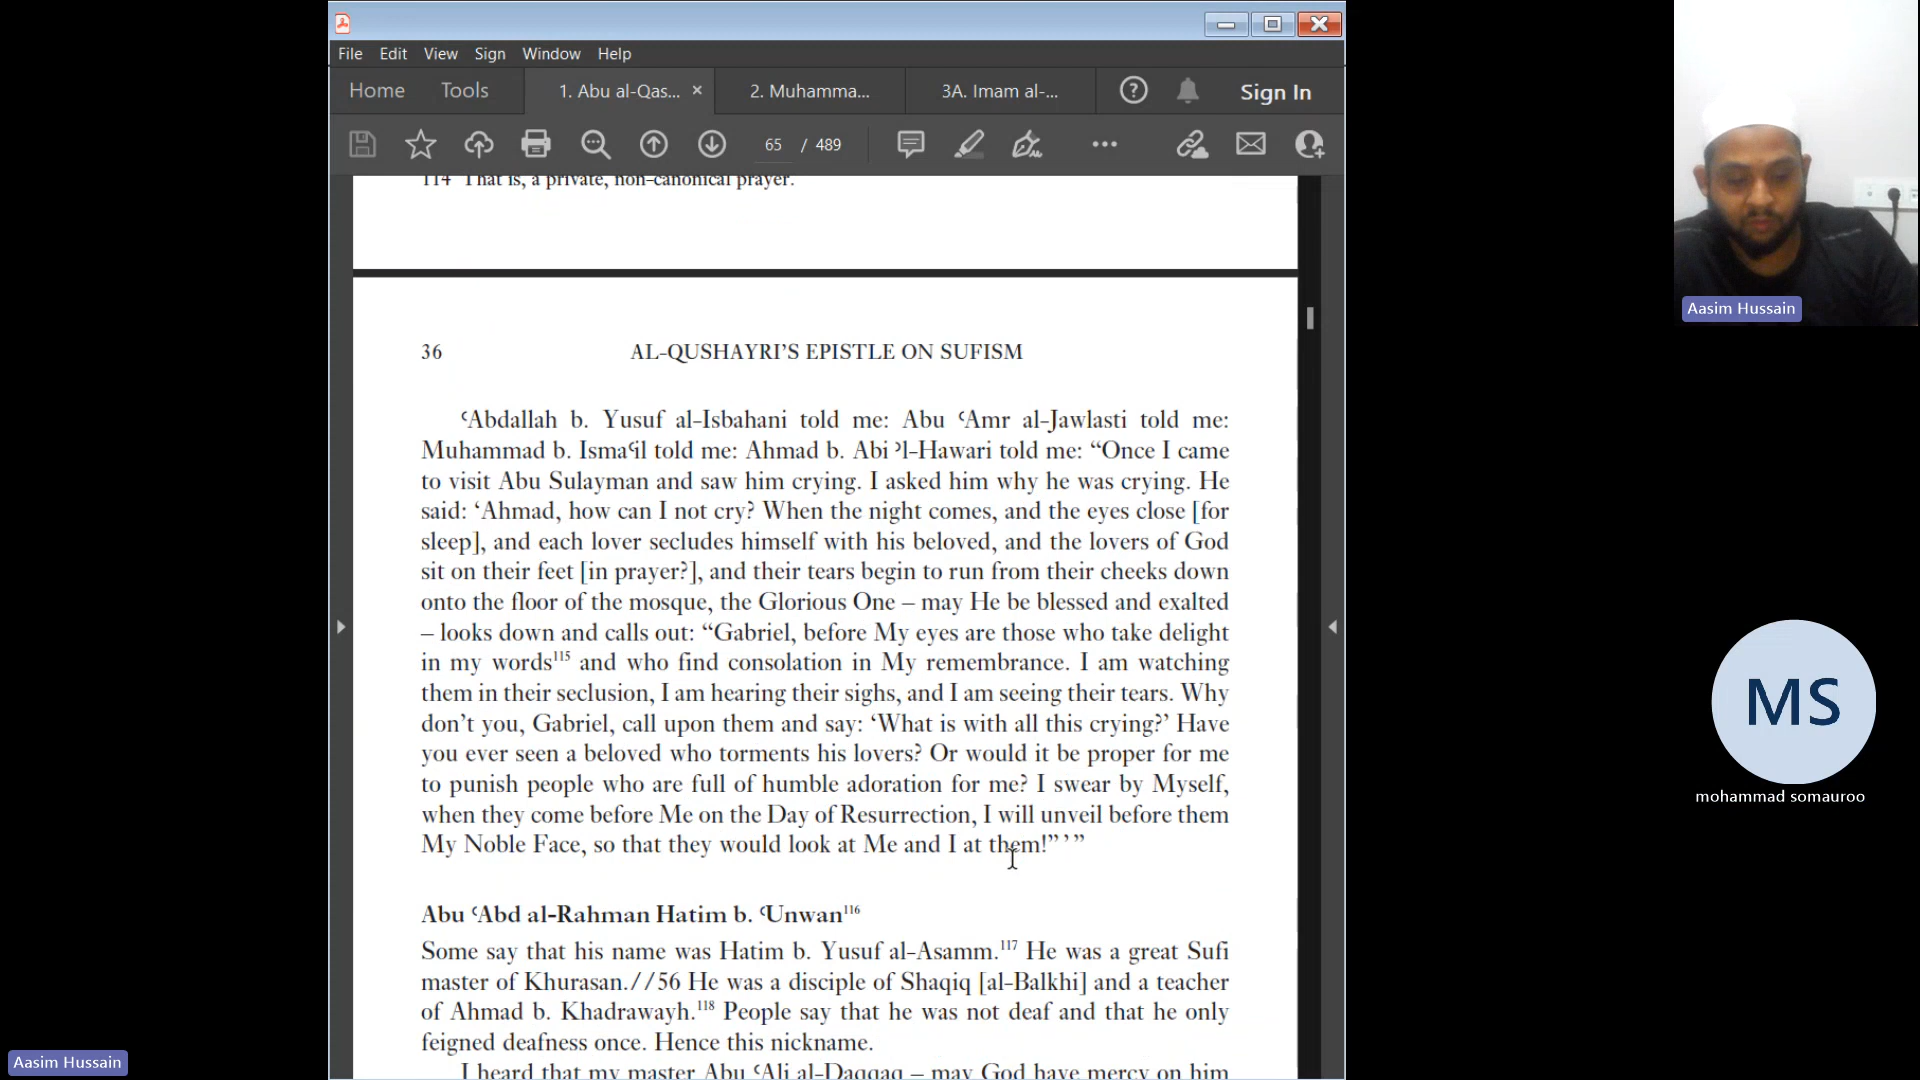 File Edit View Sign Window Help
Home Tools 1. Abu al-Qas... × 2. Muhamma... 3A. Imam al-... Sign In
65 / 489
114 That is, a private, non-canonical prayer.
36 AL-QUSHAYRI’S EPISTLE ON SUFISM
ʿAbdallah b. Yusuf al-Isbahani told me: Abu ʿAmr al-Jawlasti told me:
Muhammad b. Ismaʿil told me: Ahmad b. Abi ʾl-Hawari told me: “Once I came
to visit Abu Sulayman and saw him crying. I asked him why he was crying. He
said: ‘Ahmad, how can I not cry? When the night comes, and the eyes close [for
sleep], and each lover secludes himself with his beloved, and the lovers of God
sit on their feet [in prayer?], and their tears begin to run from their cheeks down
onto the floor of the mosque, the Glorious One – may He be blessed and exalted
– looks down and calls out: “Gabriel, before My eyes are those who take delight
in my words115 and who find consolation in My remembrance. I am watching
them in their seclusion, I am hearing their sighs, and I am seeing their tears. Why
don’t you, Gabriel, call upon them and say: ‘What is with all this crying?’ Have
you ever seen a beloved who torments his lovers? Or would it be proper for me
to punish people who are full of humble adoration for me? I swear by Myself,
when they come before Me on the Day of Resurrection, I will unveil before them
My Noble Face, so that they would look at Me and I at them!”’”
Abu ʿAbd al-Rahman Hatim b. ʿUnwan116
Some say that his name was Hatim b. Yusuf al-Asamm.117 He was a great Sufi
master of Khurasan.//56 He was a disciple of Shaqiq [al-Balkhi] and a teacher
of Ahmad b. Khadrawayh.118 People say that he was not deaf and that he only
feigned deafness once. Hence this nickname.
I heard that my master Abu ʿAli al-Daqqaq – may God have mercy on him
Aasim Hussain
MS
mohammad somauroo
Aasim Hussain